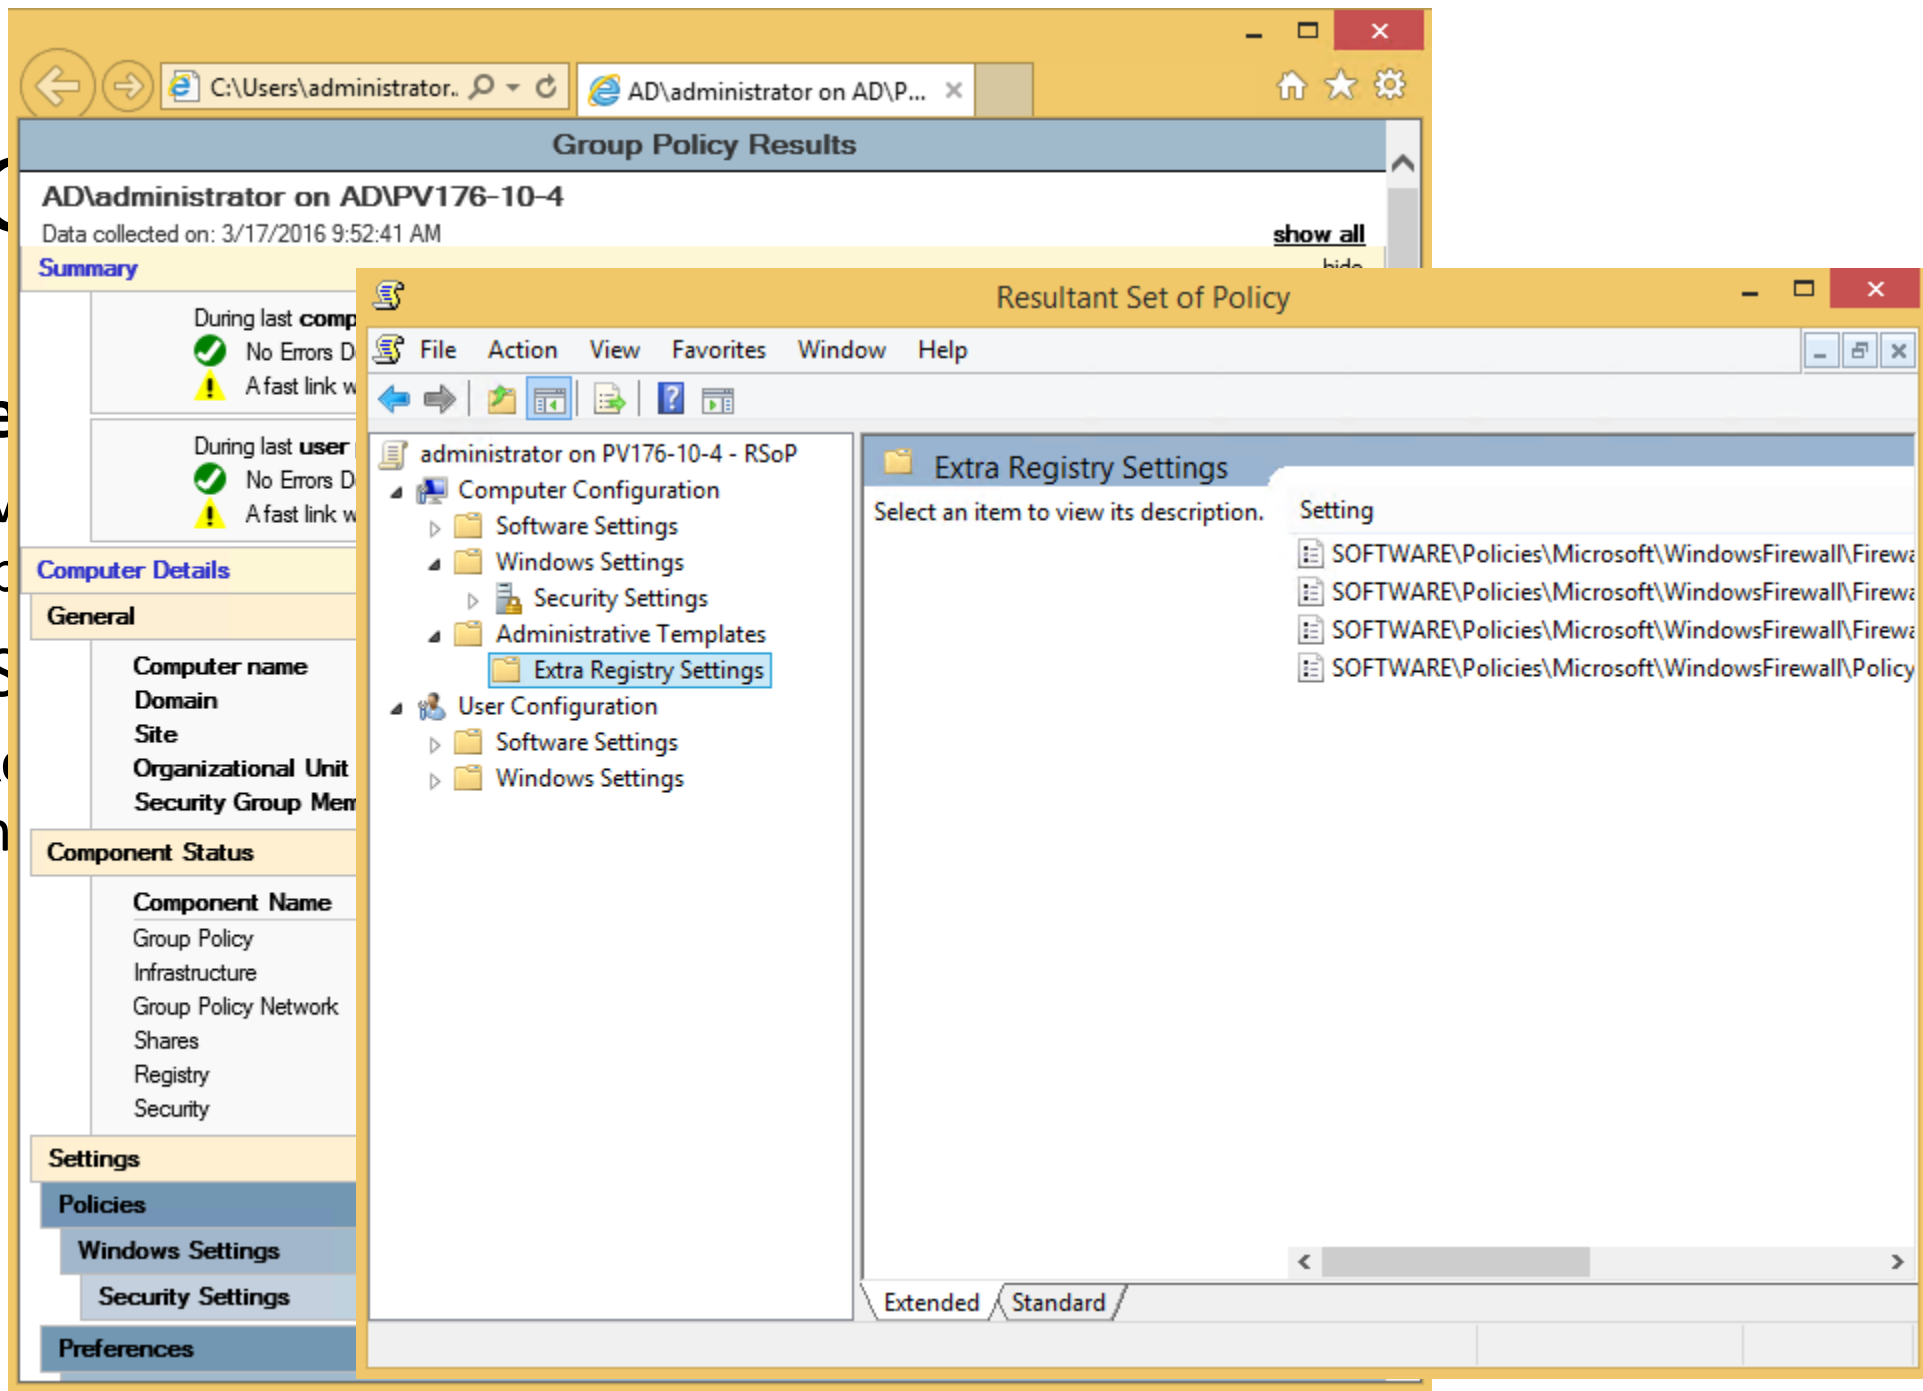 C:\Users\administrator..
AD\administrator on AD\P...
Group Policy Results
AD\administrator on AD\PV176-10-4
Data collected on: 3/17/2016 9:52:41 AM
show all
Summary
During last comp
No Errors D
A fast link w
During last user
No Errors D
A fast link w
Computer Details
General
Computer name
Domain
Site
Organizational Unit
Security Group Mem
Component Status
Component Name
Group Policy
Infrastructure
Group Policy Network
Shares
Registry
Security
Settings
Policies
Windows Settings
Security Settings
Preferences
Resultant Set of Policy
File Action View Favorites Window Help
administrator on PV176-10-4 - RSoP
Computer Configuration
Software Settings
Windows Settings
Security Settings
Administrative Templates
Extra Registry Settings
User Configuration
Software Settings
Windows Settings
Extra Registry Settings
Select an item to view its description.
Setting
SOFTWARE\Policies\Microsoft\WindowsFirewall\Firewa
SOFTWARE\Policies\Microsoft\WindowsFirewall\Firewa
SOFTWARE\Policies\Microsoft\WindowsFirewall\Firewa
SOFTWARE\Policies\Microsoft\WindowsFirewall\Policy
Extended Standard